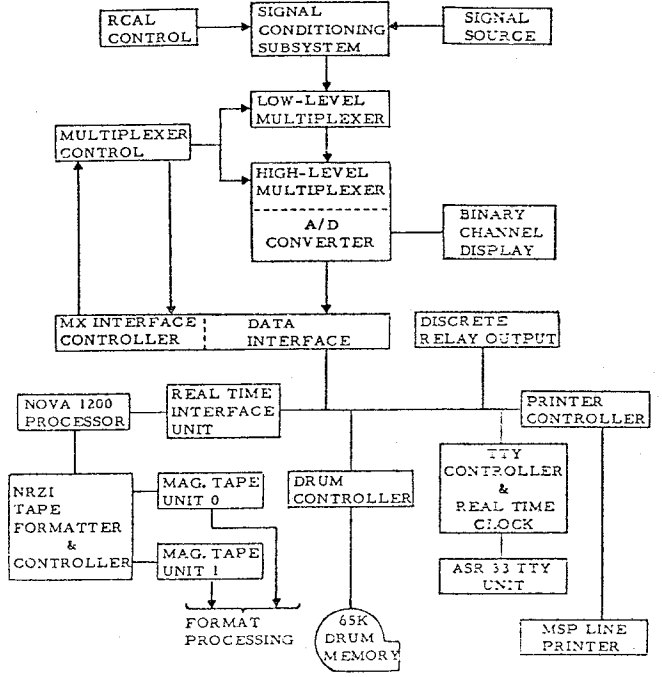 RCAL
CONTROL
SIGNAL
CONDITIONING
SUBSYSTEM
SIGNAL
SOURCE
LOW-LEVEL
MULTIPLEXER
MULTIPLEXER
CONTROL
HIGH-LEVEL
MULTIPLEXER
A/D
CONVERTER
BINARY
CHANNEL
DISPLAY
MX INTERFACE
CONTROLLER
DATA
INTERFACE
DISCRETE
RELAY OUTPUT
NOVA 1200
PROCESSOR
REAL TIME
INTERFACE
UNIT
PRINTER
CONTROLLER
NRZI
TAPE
FORMATTER
&
CONTROLLER
MAG. TAPE
UNIT 0
MAG. TAPE
UNIT 1
DRUM
CONTROLLER
TTY
CONTROLLER
&
REAL TIME
CLOCK
ASR 33 TTY
UNIT
FORMAT
PROCESSING
65K
DRUM
MEMORY
MSP LINE
PRINTER